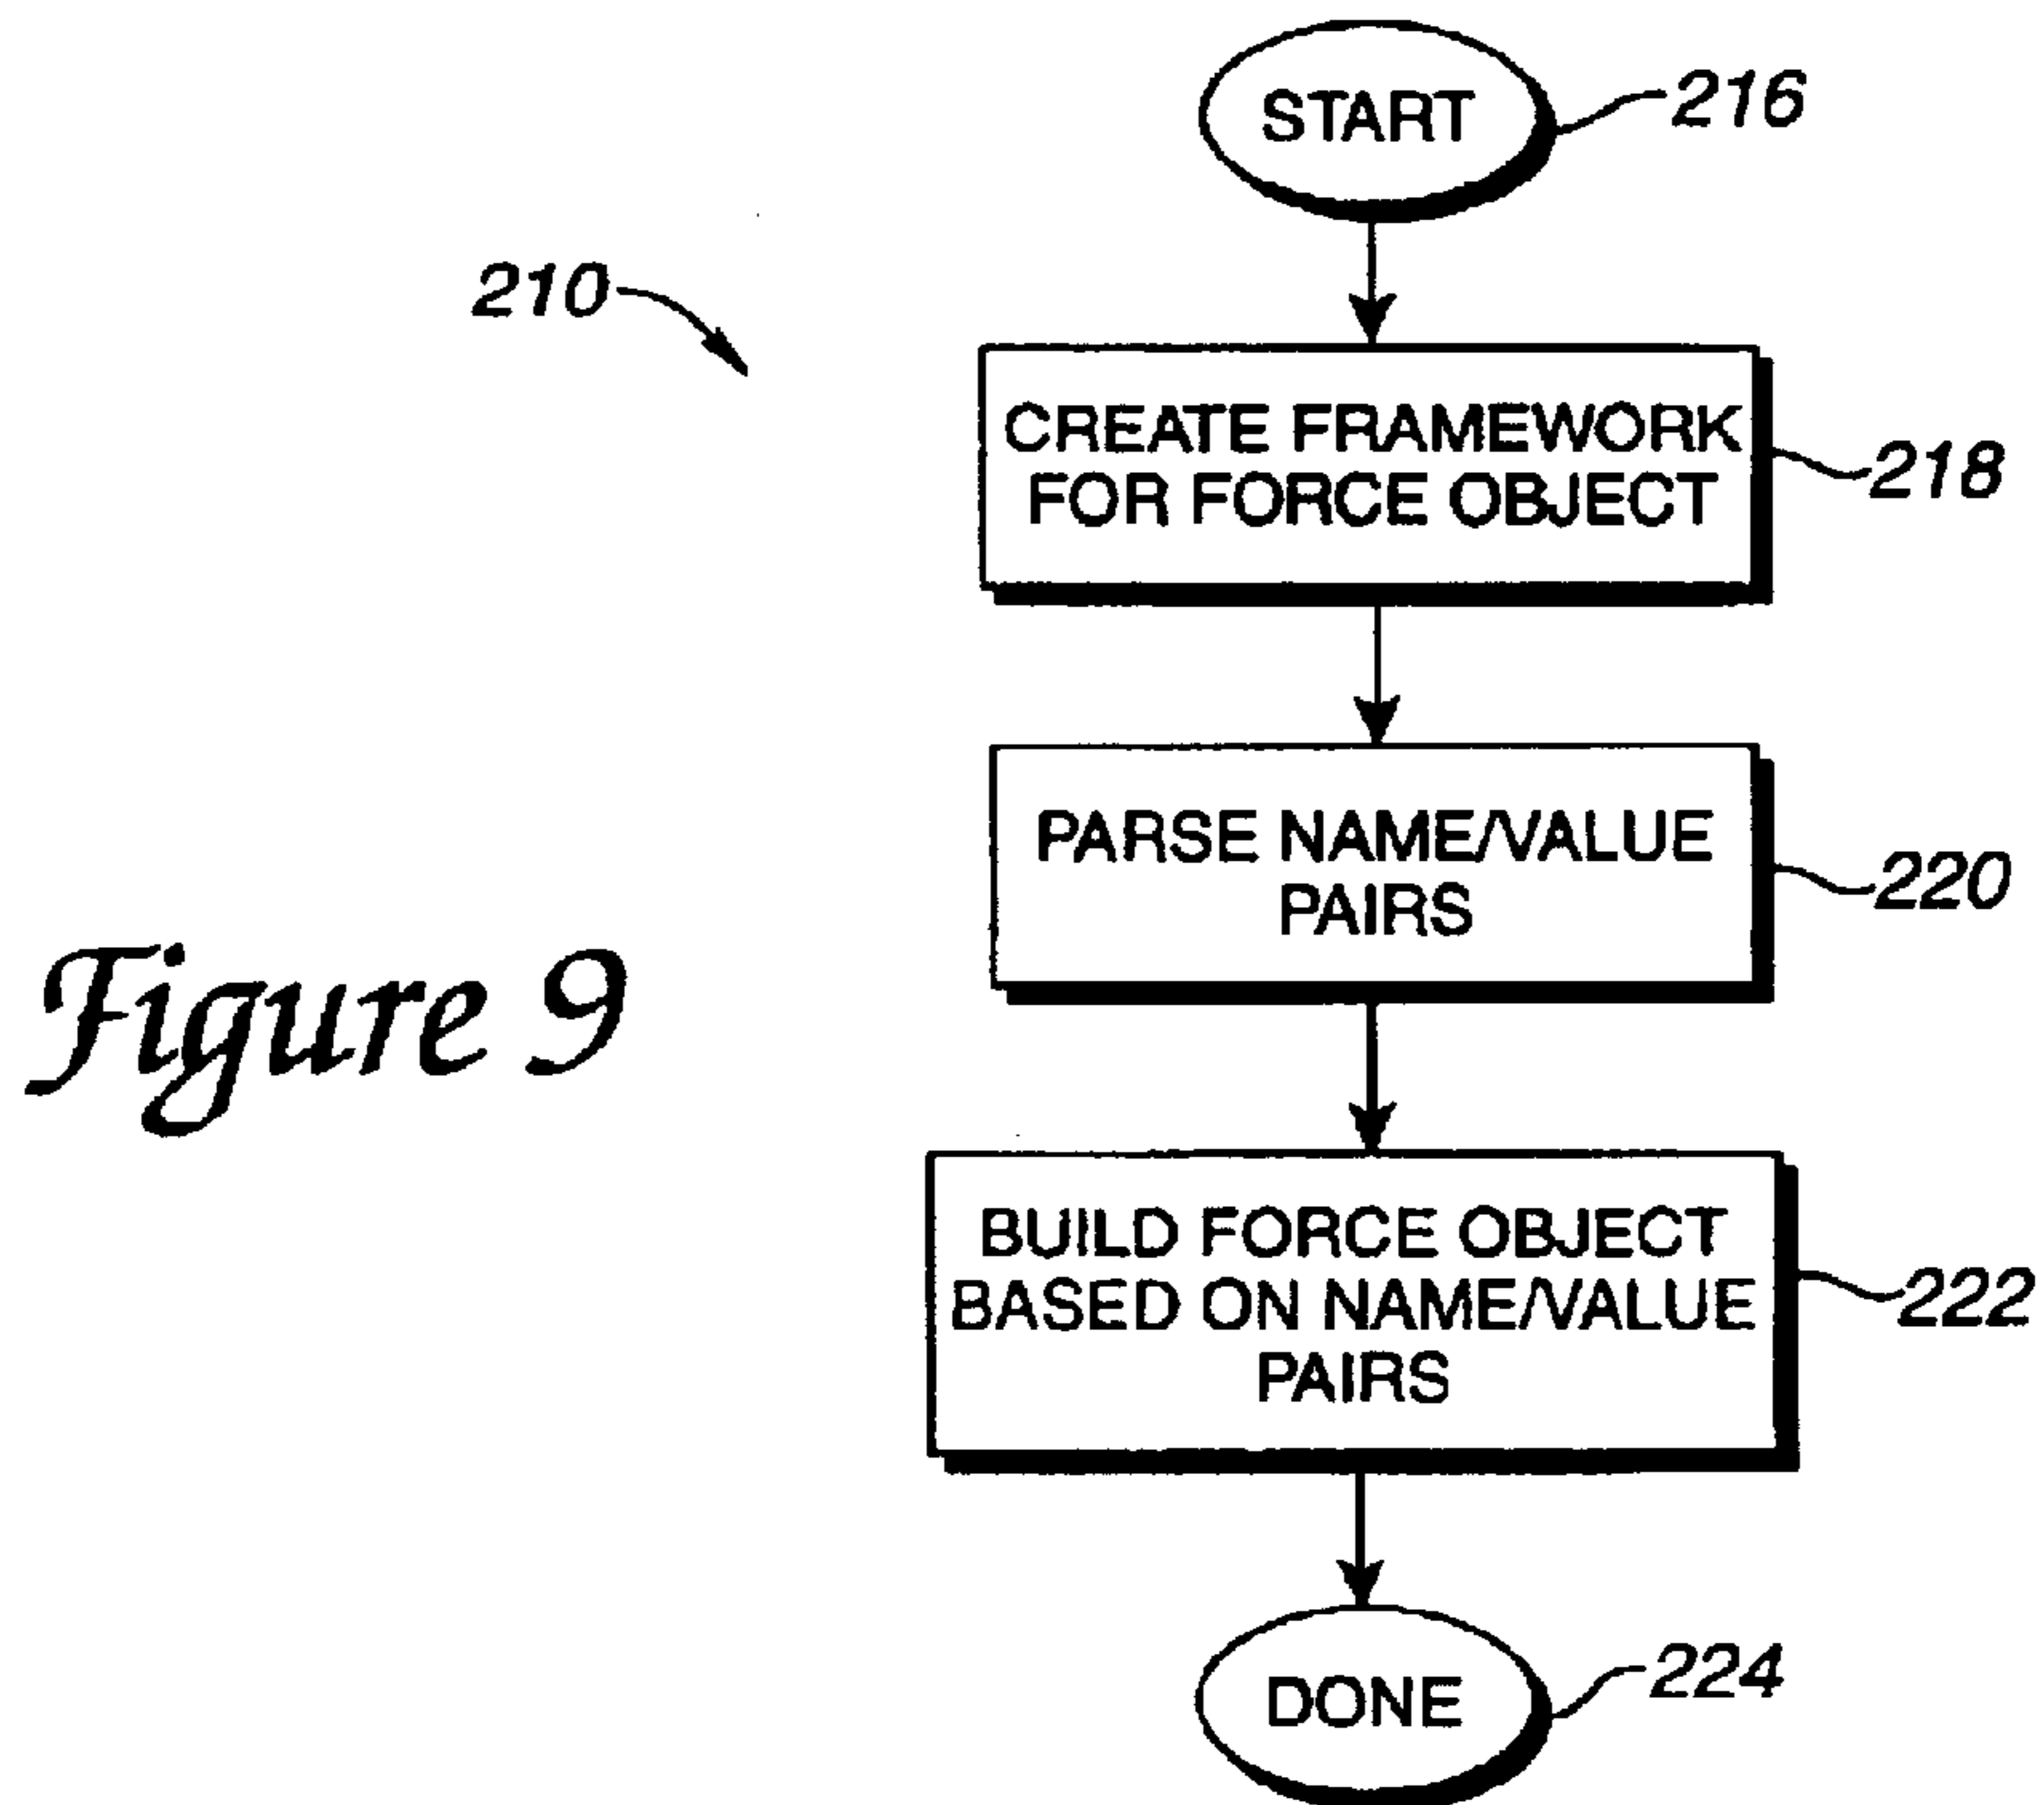 START
216
210
CREATE FRAMEWORK
FOR FORCE OBJECT
218
PARSE NAME/VALUE
PAIRS
220
Figure 9
BUILD FORCE OBJECT
BASED ON NAME/VALUE
PAIRS
222
DONE
224